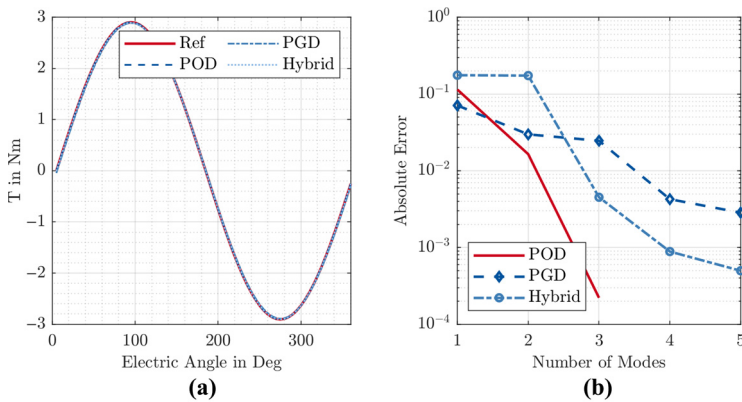 3
2
1
0
−1
−2
−3
T in Nm
0 100 200 300
Electric Angle in Deg
Ref PGD
POD Hybrid
(a)
10^0
10^−1
10^−2
10^−3
10^−4
Absolute Error
1 2 3 4 5
Number of Modes
POD
PGD
Hybrid
(b)